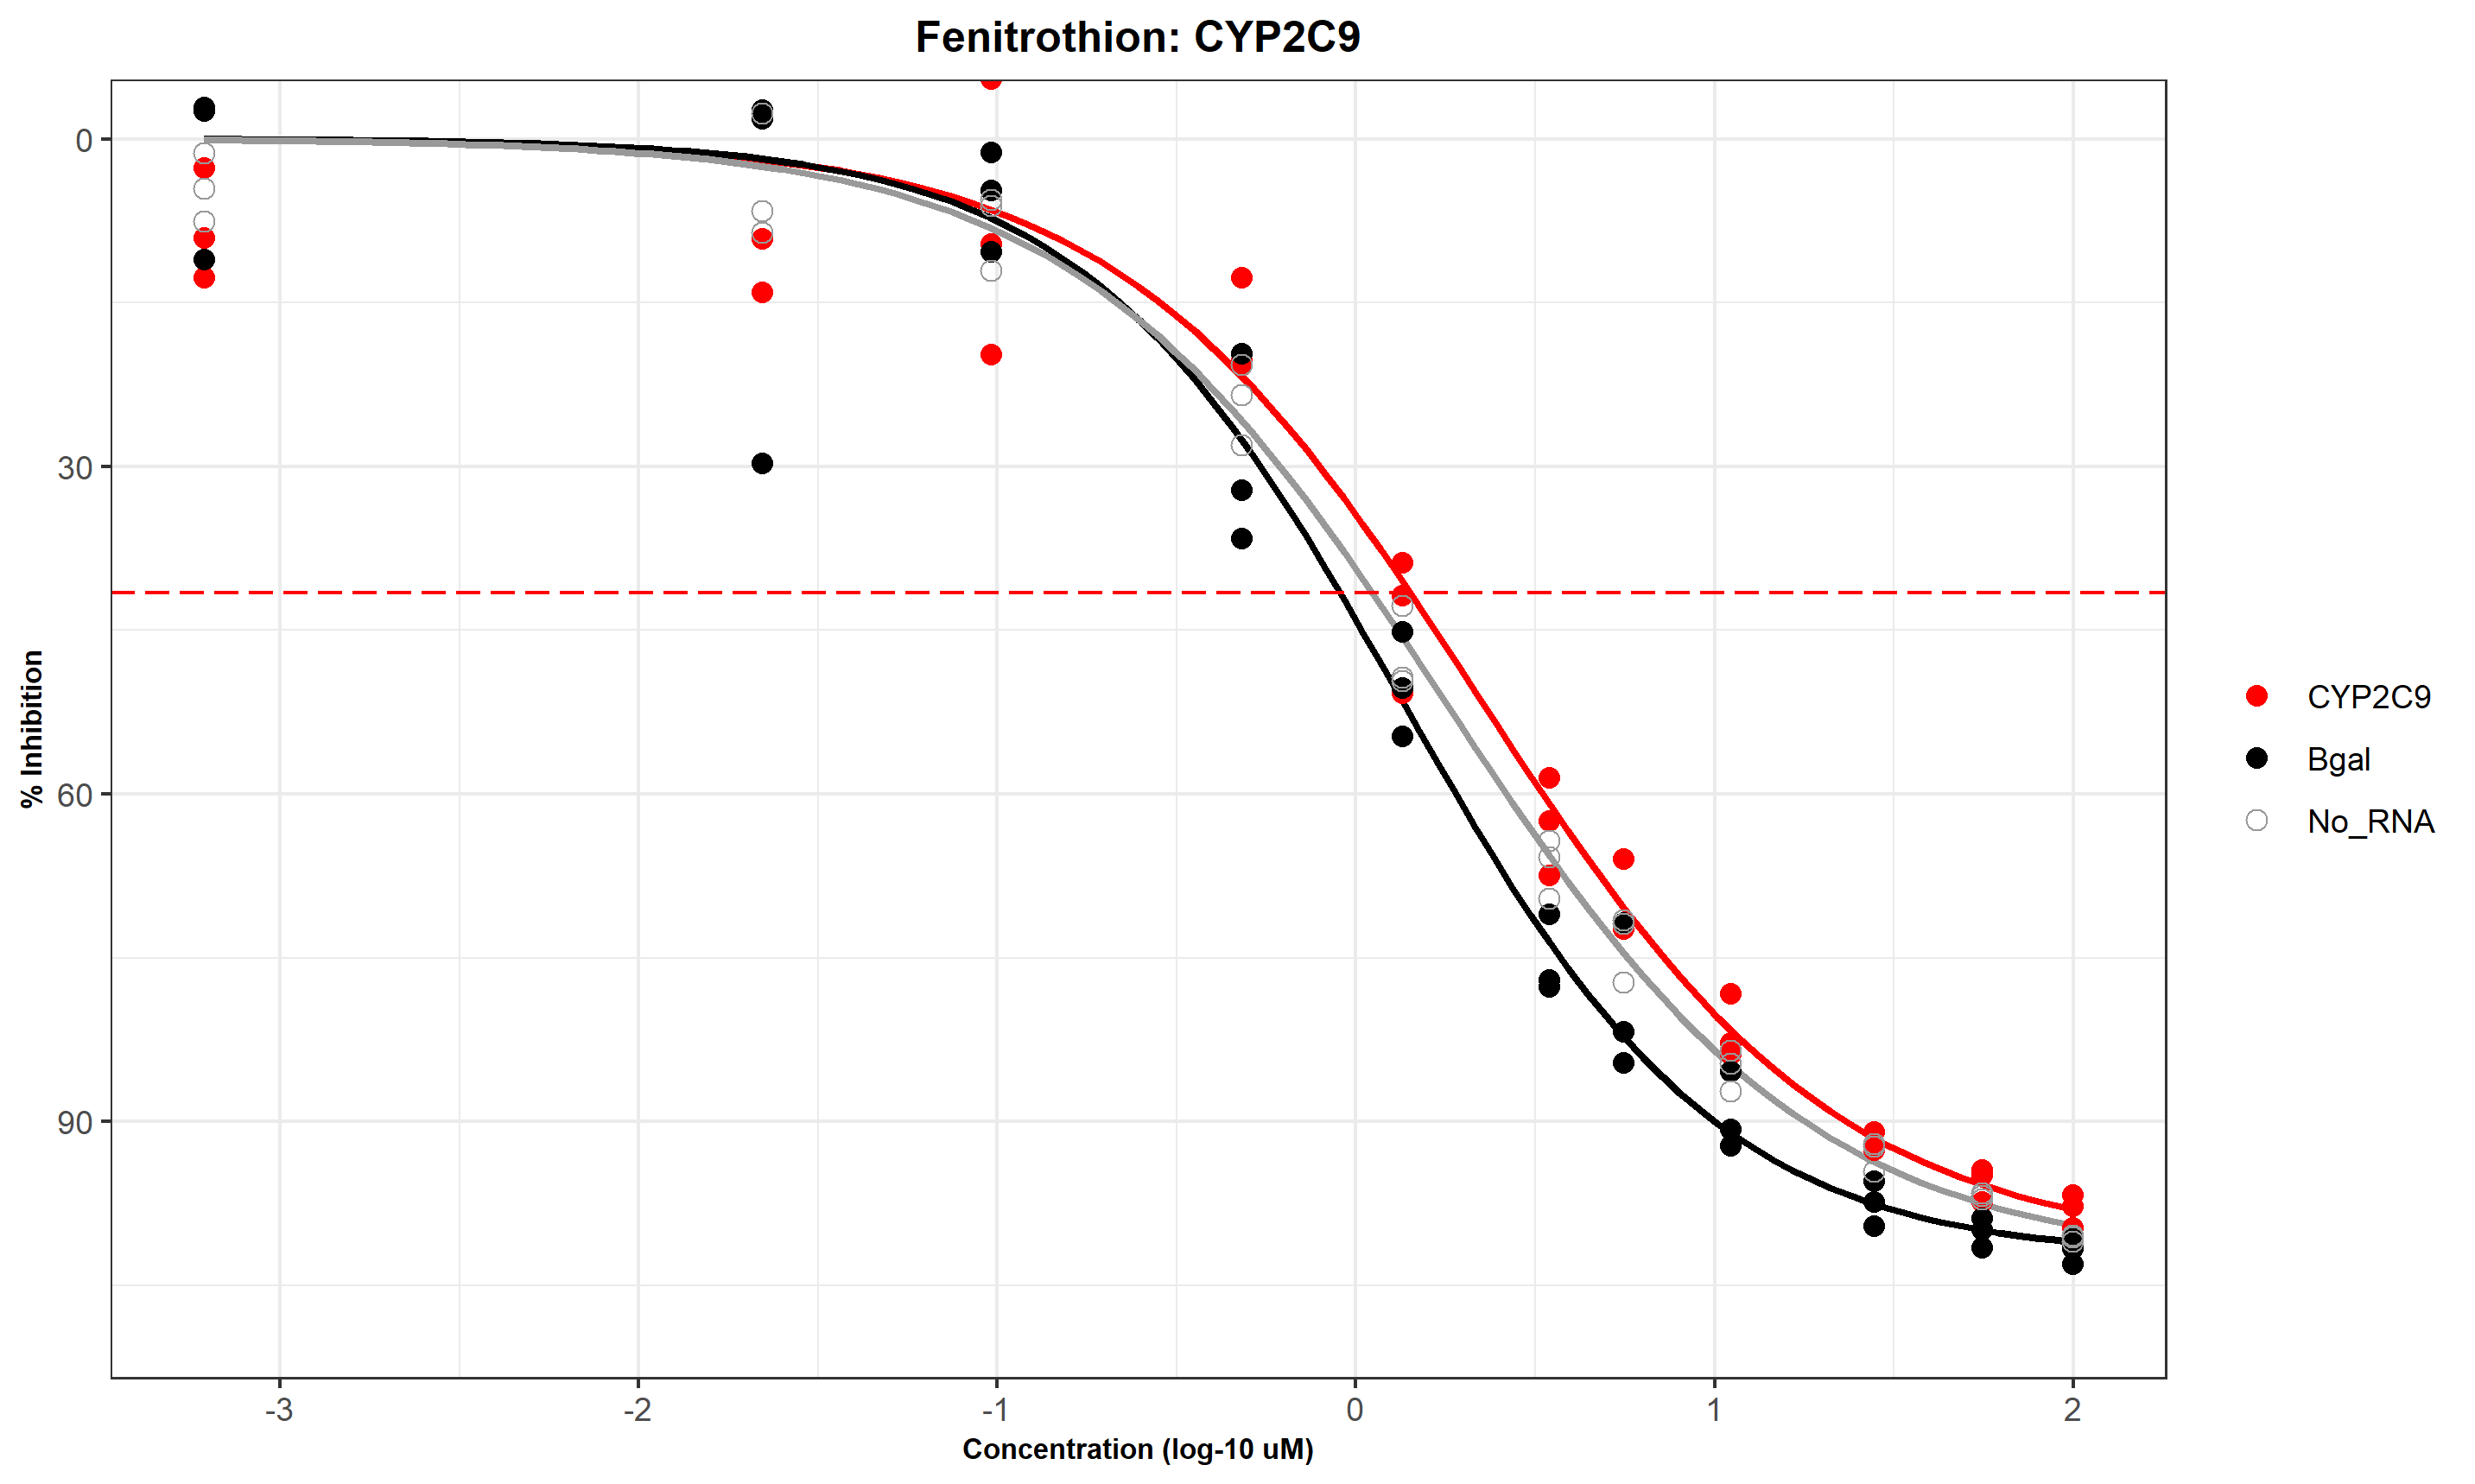 Fenitrothion: CYP2C9
% Inhibition
0
30
60
90
-3
-2
-1
0
1
2
Concentration (log-10 uM)
CYP2C9
Bgal
No_RNA